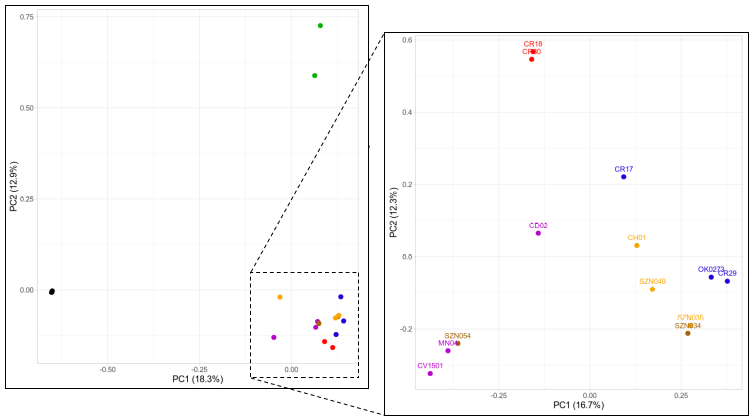 0.75
0.50
0.25
0.00
PC2 (12.9%)
-0.50
-0.25
0.00
PC1 (18.3%)
0.6
0.4
0.2
0.0
-0.2
PC2 (12.3%)
CR18
CR17
CD02
CH01
OK0273
CR29
SZN049
SZN035
SZN034
SZN054
MN04
CV1501
-0.25
0.00
0.25
PC1 (16.7%)